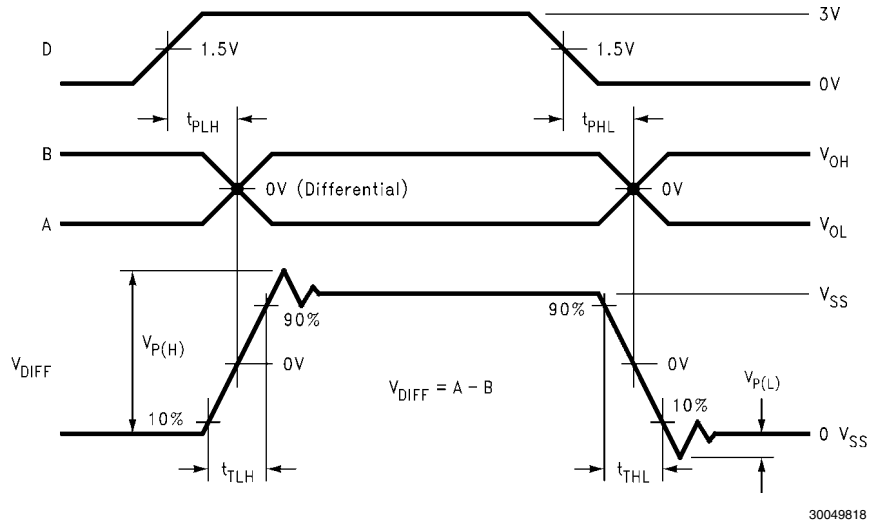 3V
D
1.5V
1.5V
0V
tPLH
tPHL
B
VOH
0V (Differential)
0V
A
VOL
VSS
90%
90%
VP(H)
VDIFF
0V
VDIFF = A - B
0V
VP(L)
10%
10%
0 VSS
tTLH
tTHL
30049818